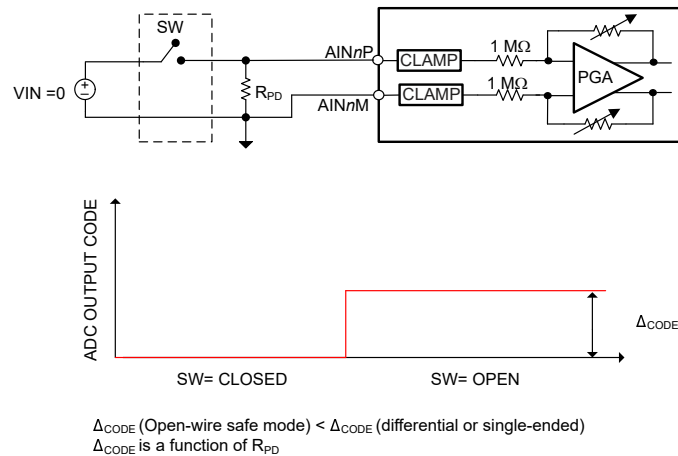 SW
VIN =0
RPD
AINnP
AINnM
CLAMP
CLAMP
1 MΩ
1 MΩ
PGA
ADC OUTPUT CODE
ΔCODE
SW= CLOSED
SW= OPEN
ΔCODE (Open-wire safe mode) < ΔCODE (differential or single-ended)
ΔCODE is a function of RPD